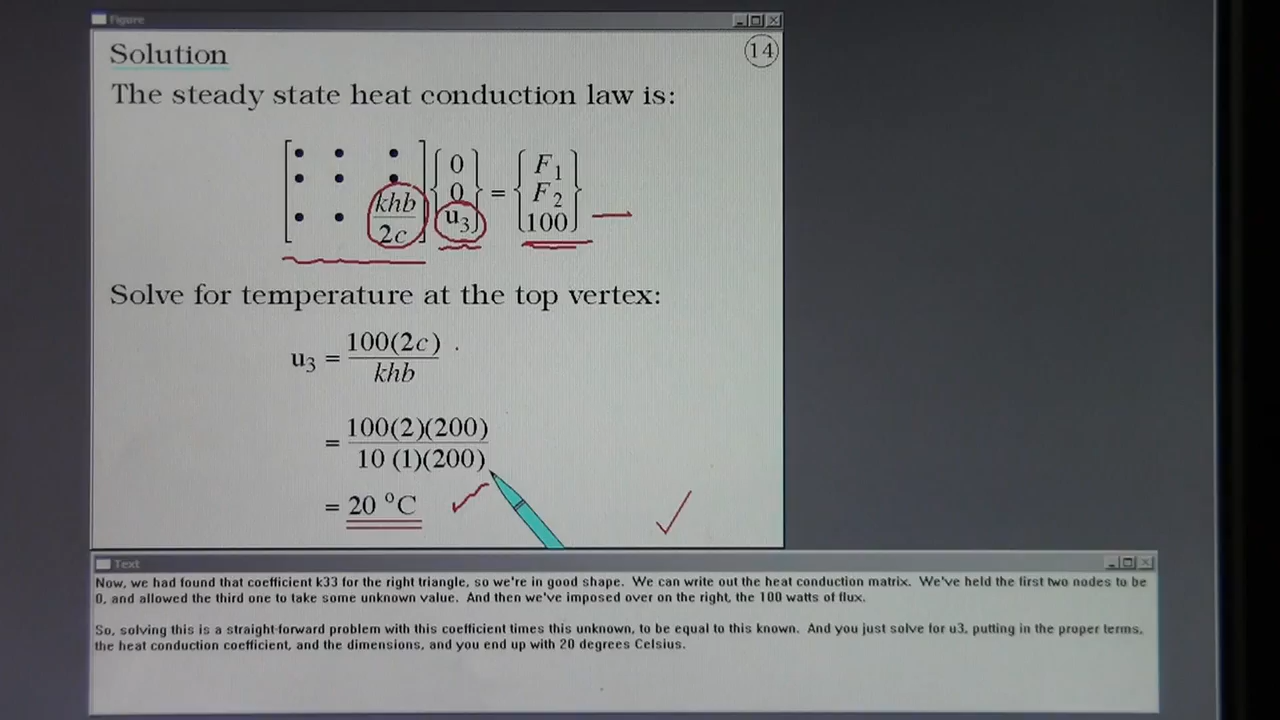 Figure
Solution
14
The steady state heat conduction law is:
0 F1
0 = F2
khb/2c u3 100
Solve for temperature at the top vertex:
u3 = 100(2c) / khb .
= 100(2)(200) / 10 (1)(200)
= 20 °C
Text
Now, we had found that coefficient k33 for the right triangle, so we're in good shape. We can write out the heat conduction matrix. We've held the first two nodes to be
0, and allowed the third one to take some unknown value. And then we've imposed over on the right, the 100 watts of flux.
So, solving this is a straight-forward problem with this coefficient times this unknown, to be equal to this known. And you just solve for u3, putting in the proper terms,
the heat conduction coefficient, and the dimensions, and you end up with 20 degrees Celsius.